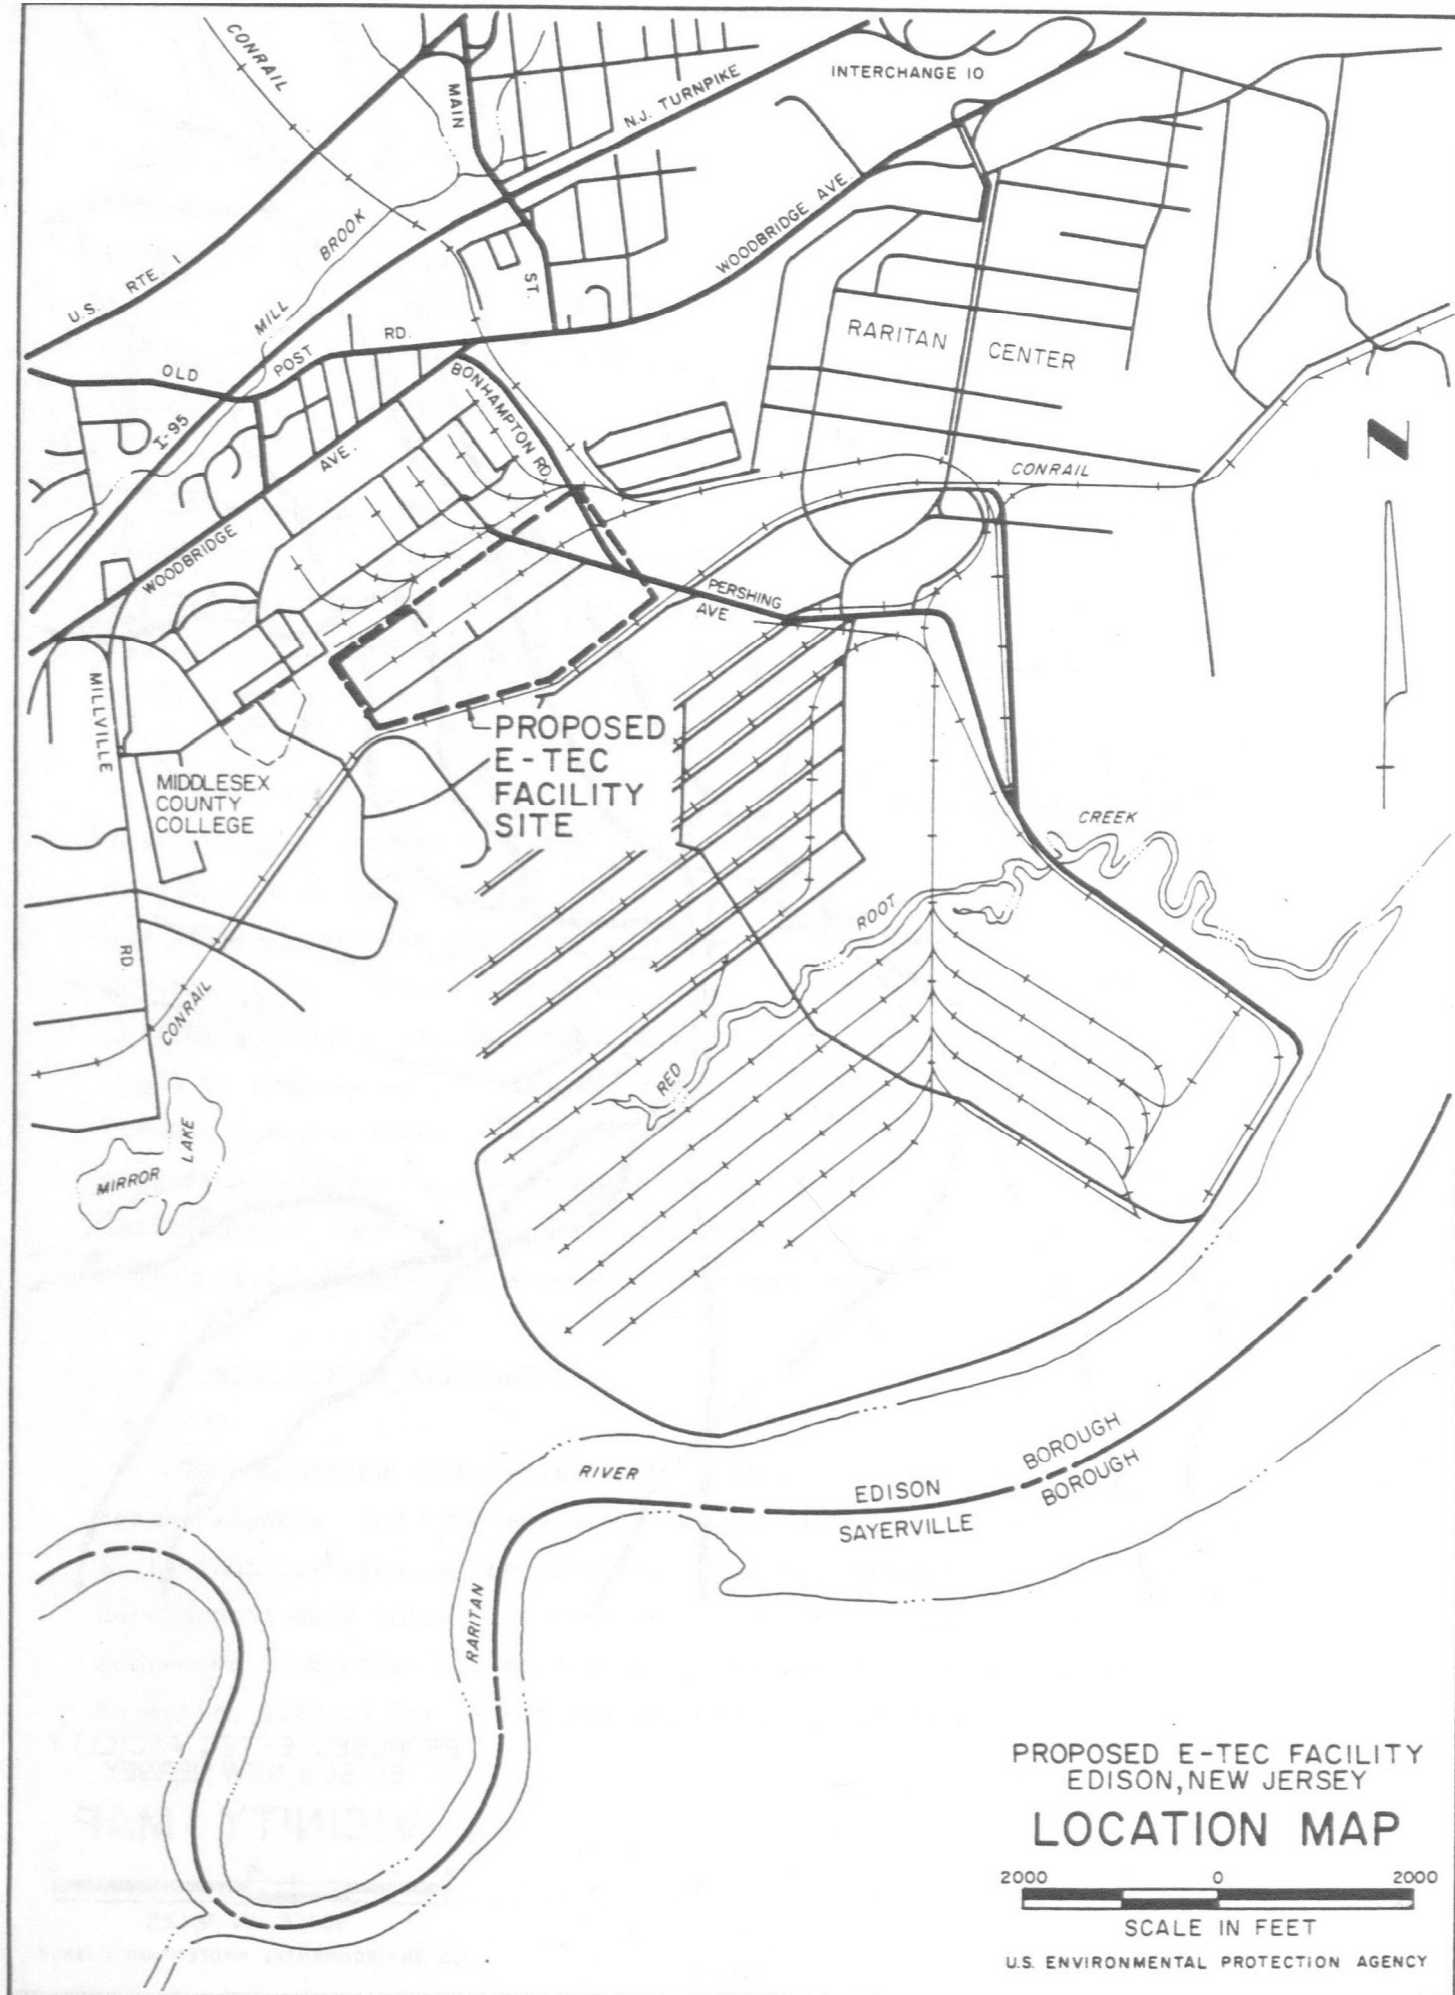 CONRAIL
MAIN
N.J. TURNPIKE
INTERCHANGE 10
MILL BROOK
U.S. RTE. 1
WOODBRIDGE AVE.
ST.
OLD POST RD.
RARITAN CENTER
BONHAMPTON RD.
I-95
AVE.
WOODBRIDGE
CONRAIL
PERSHING
AVE.
MILLVILLE
PROPOSED
E-TEC
FACILITY
SITE
MIDDLESEX
COUNTY
COLLEGE
CREEK
ROOT
RD.
CONRAIL
RED
MIRROR LAKE
RIVER
EDISON BOROUGH
SAYERVILLE BOROUGH
RARITAN
N
PROPOSED E-TEC FACILITY
EDISON, NEW JERSEY
LOCATION MAP
2000 0 2000
SCALE IN FEET
U.S. ENVIRONMENTAL PROTECTION AGENCY